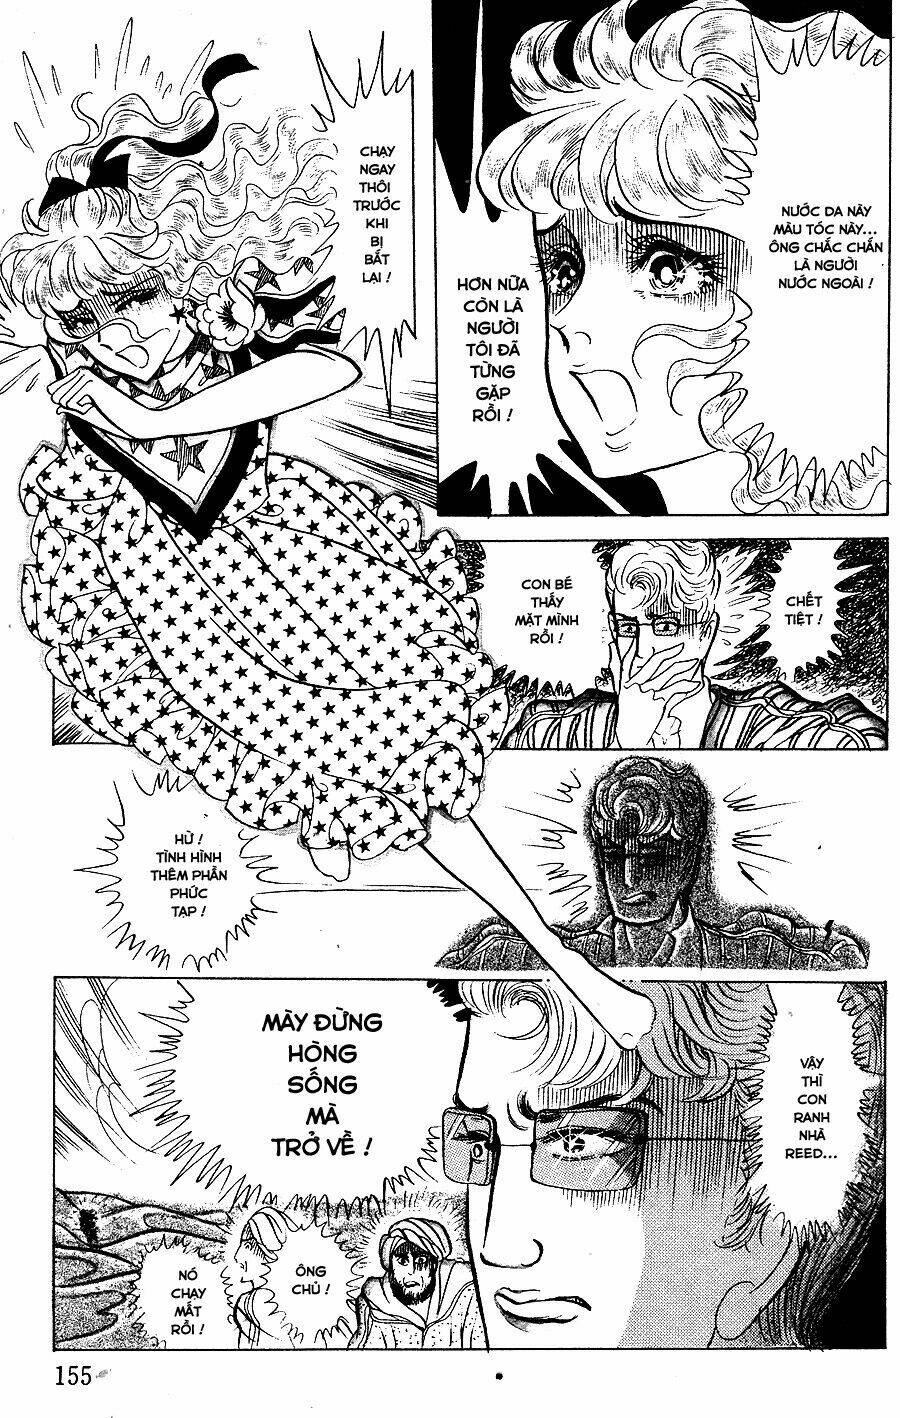 NƯỚC DA NÀY
MÀU TÓC NÀY...
ÔNG CHẮC CHẮN
LÀ NGƯỜI
NƯỚC NGOÀI !
HƠN NỮA
CÒN LÀ
NGƯỜI
TÔI ĐÃ
TỪNG
GẶP
RỒI !
CHẠY
NGAY
THÔI
TRƯỚC
KHI
BỊ
BẮT
LẠI !
CHẾT
TIỆT !
CON BÉ
THẤY
MẶT MÌNH
RỒI !
HỪ !
TÌNH HÌNH
THÊM PHẦN
PHỨC
TẠP !
VẬY
THÌ
CON
RANH
NHÀ
REED...
MÀY ĐỪNG
HÒNG
SỐNG
MÀ
TRỞ VỀ !
ÔNG
CHỦ !
NÓ
CHẠY
MẤT
RỒI !
155